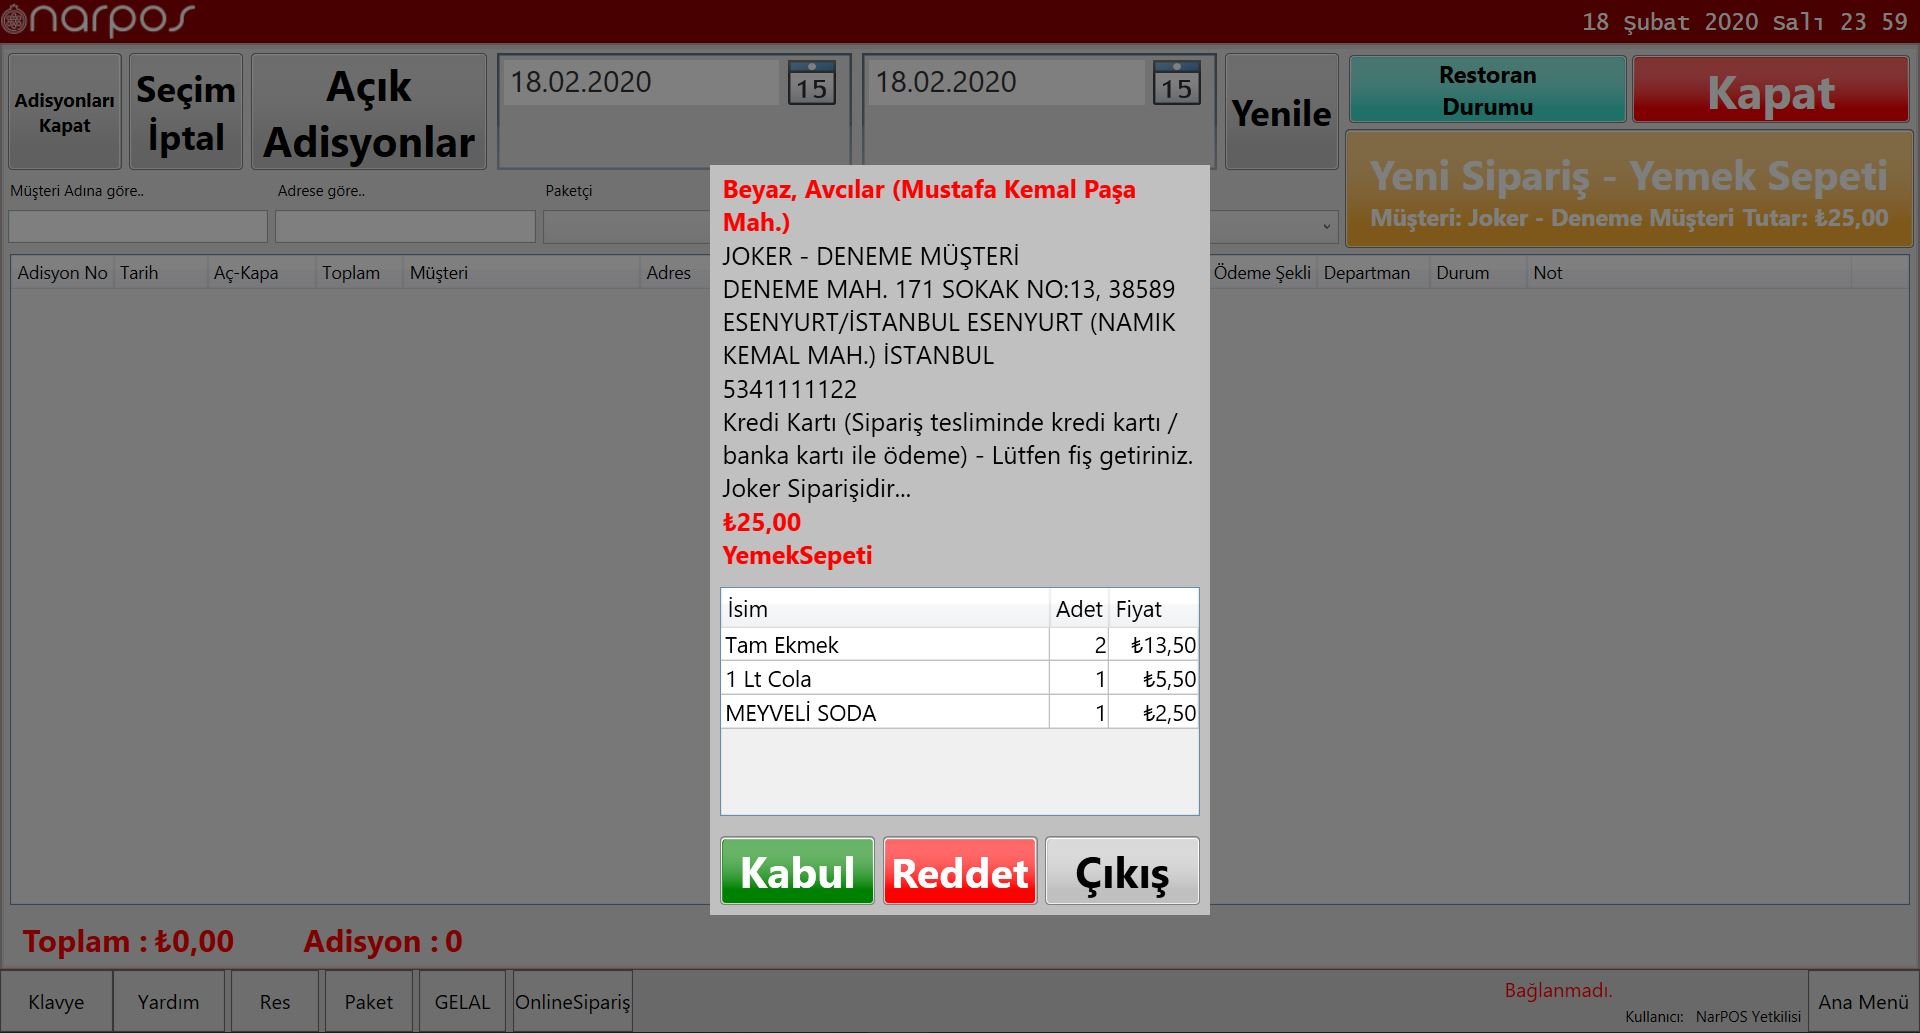 narpos
18 Şubat 2020 Salı 23 59
Adisyonları
Kapat
Seçim
İptal
Açık
Adisyonlar
18.02.2020
15
18.02.2020
15
Yenile
Restoran
Durumu
Kapat
Yeni Sipariş - Yemek Sepeti
Müşteri: Joker - Deneme Müşteri Tutar: ₺25,00
Müşteri Adına göre..
Adrese göre..
Paketçi
Adisyon No Tarih Aç-Kapa Toplam Müşteri Adres Ödeme Şekli Departman Durum Not
Beyaz, Avcılar (Mustafa Kemal Paşa
Mah.)
JOKER - DENEME MÜŞTERİ
DENEME MAH. 171 SOKAK NO:13, 38589
ESENYURT/İSTANBUL ESENYURT (NAMIK
KEMAL MAH.) İSTANBUL
5341111122
Kredi Kartı (Sipariş tesliminde kredi kartı /
banka kartı ile ödeme) - Lütfen fiş getiriniz.
Joker Siparişidir...
₺25,00
YemekSepeti
İsim Adet Fiyat
Tam Ekmek 2 ₺13,50
1 Lt Cola 1 ₺5,50
MEYVELİ SODA 1 ₺2,50
Kabul Reddet Çıkış
Toplam : ₺0,00 Adisyon : 0
Klavye Yardım Res Paket GELAL OnlineSipariş
Bağlanmadı.
Kullanıcı: NarPOS Yetkilisi
Ana Menü